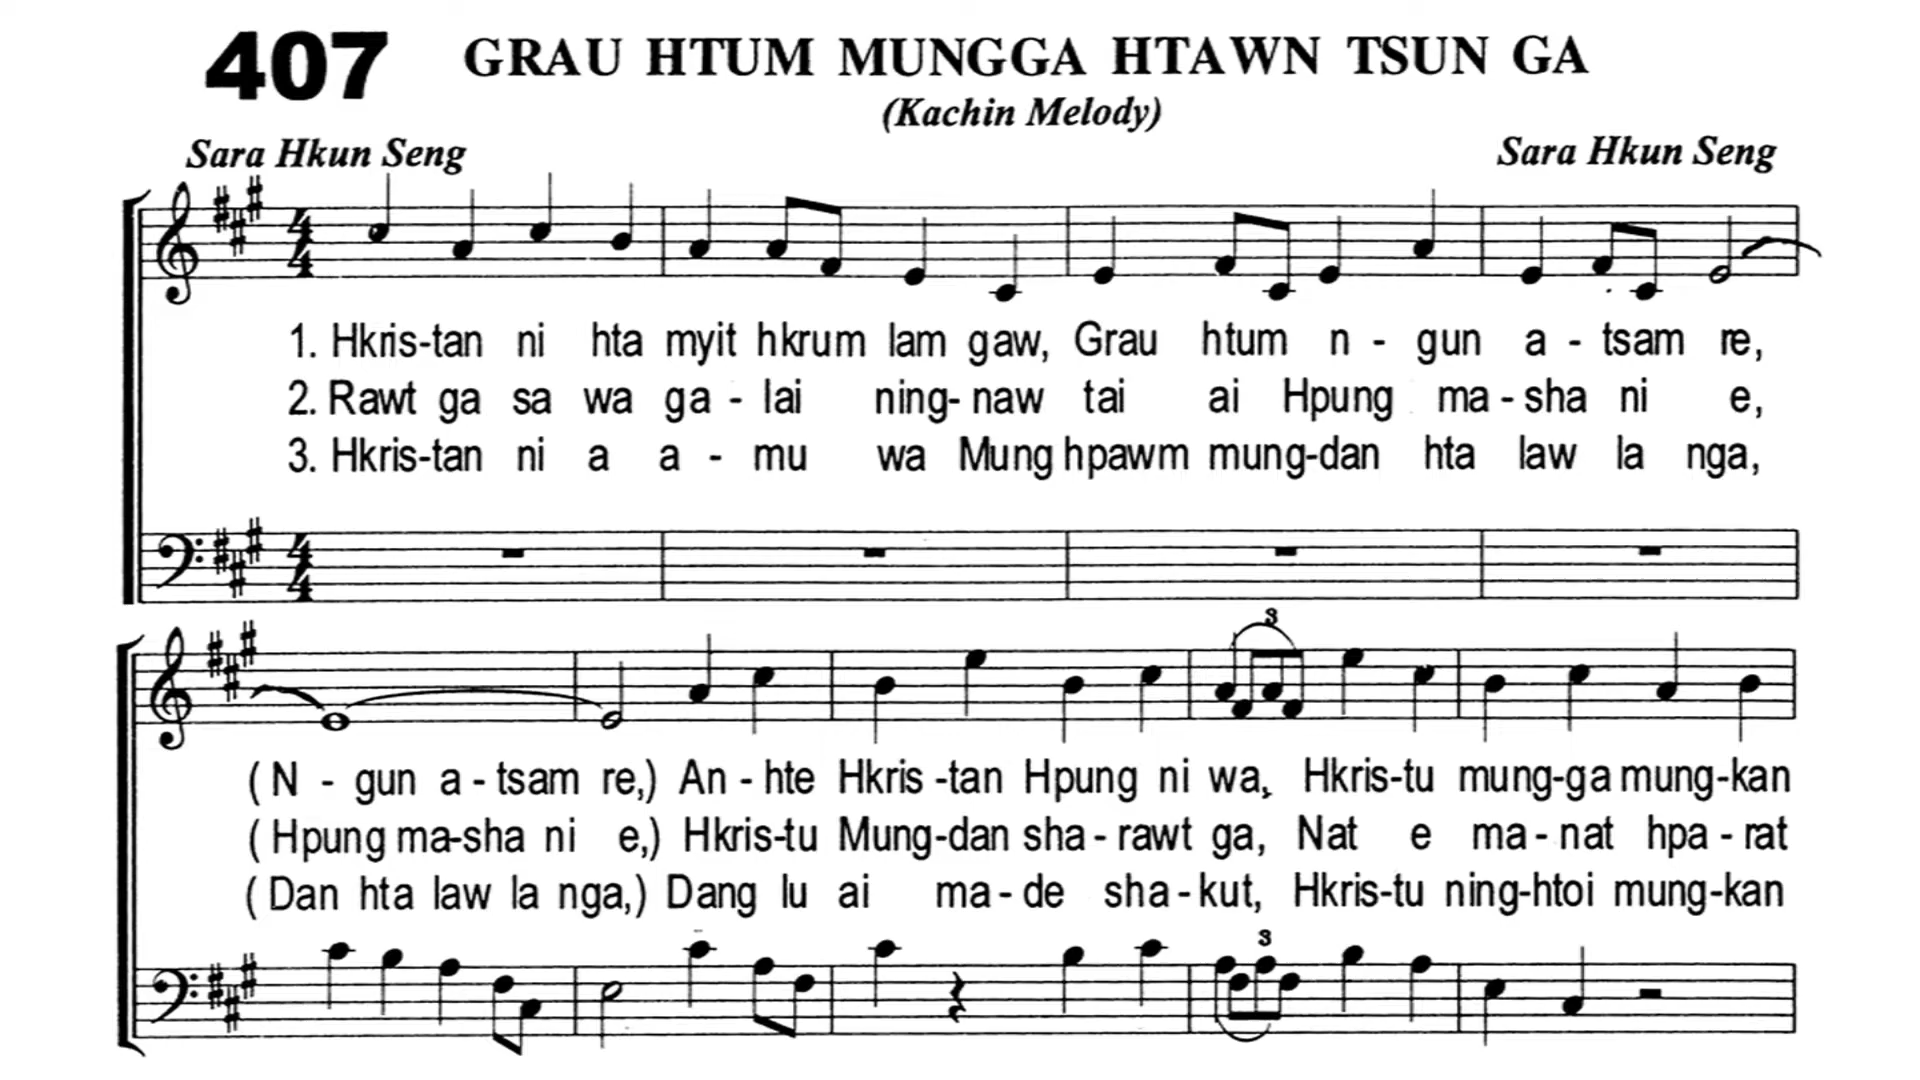 407 GRAU HTUM MUNGGA HTAWN TSUN GA
(Kachin Melody)
Sara Hkun Seng Sara Hkun Seng
1. Hkris-tan ni hta myit hkrum lam gaw, Grau htum n - gun a - tsam re,
2. Rawt ga sa wa ga - lai ning- naw tai ai Hpung ma - sha ni e,
3. Hkris-tan ni a a - mu wa Mung hpawm mung-dan hta law la nga,
3
( N - gun a - tsam re,) An - hte Hkris -tan Hpung ni wa, Hkris-tu mung-ga mung-kan
( Hpung ma-sha ni e,) Hkris-tu Mung-dan sha - rawt ga, Nat e ma - nat hpa - rat
( Dan hta law la nga,) Dang lu ai ma - de sha - kut, Hkris-tu ning-htoi mung-kan
3